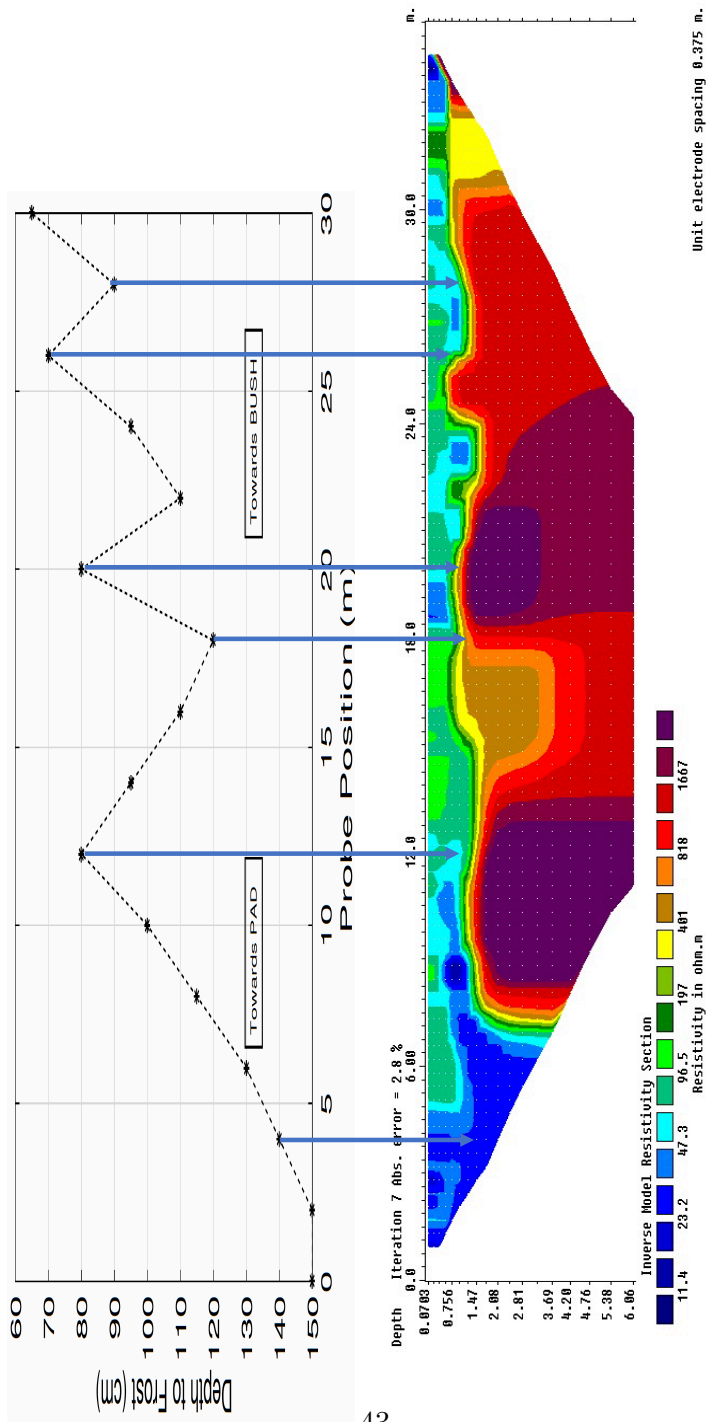 60
70
80
90
100
110
120
130
140
150
Depth to Frost (cm)
0
5
10
15
20
25
30
Probe Position (m)
Towards PAD
Towards BUSH
Depth Iteration 7 Abs. error = 2.8 %
0.0 6.00 12.0 18.0 24.0 30.0 m.
0.0703
0.756
1.47
2.08
2.81
3.69
4.20
4.76
5.38
6.06
Inverse Model Resistivity Section
11.4 23.2 47.3 96.5 197 401 818 1667
Resistivity in ohm.m
Unit electrode spacing 0.375 m.
43